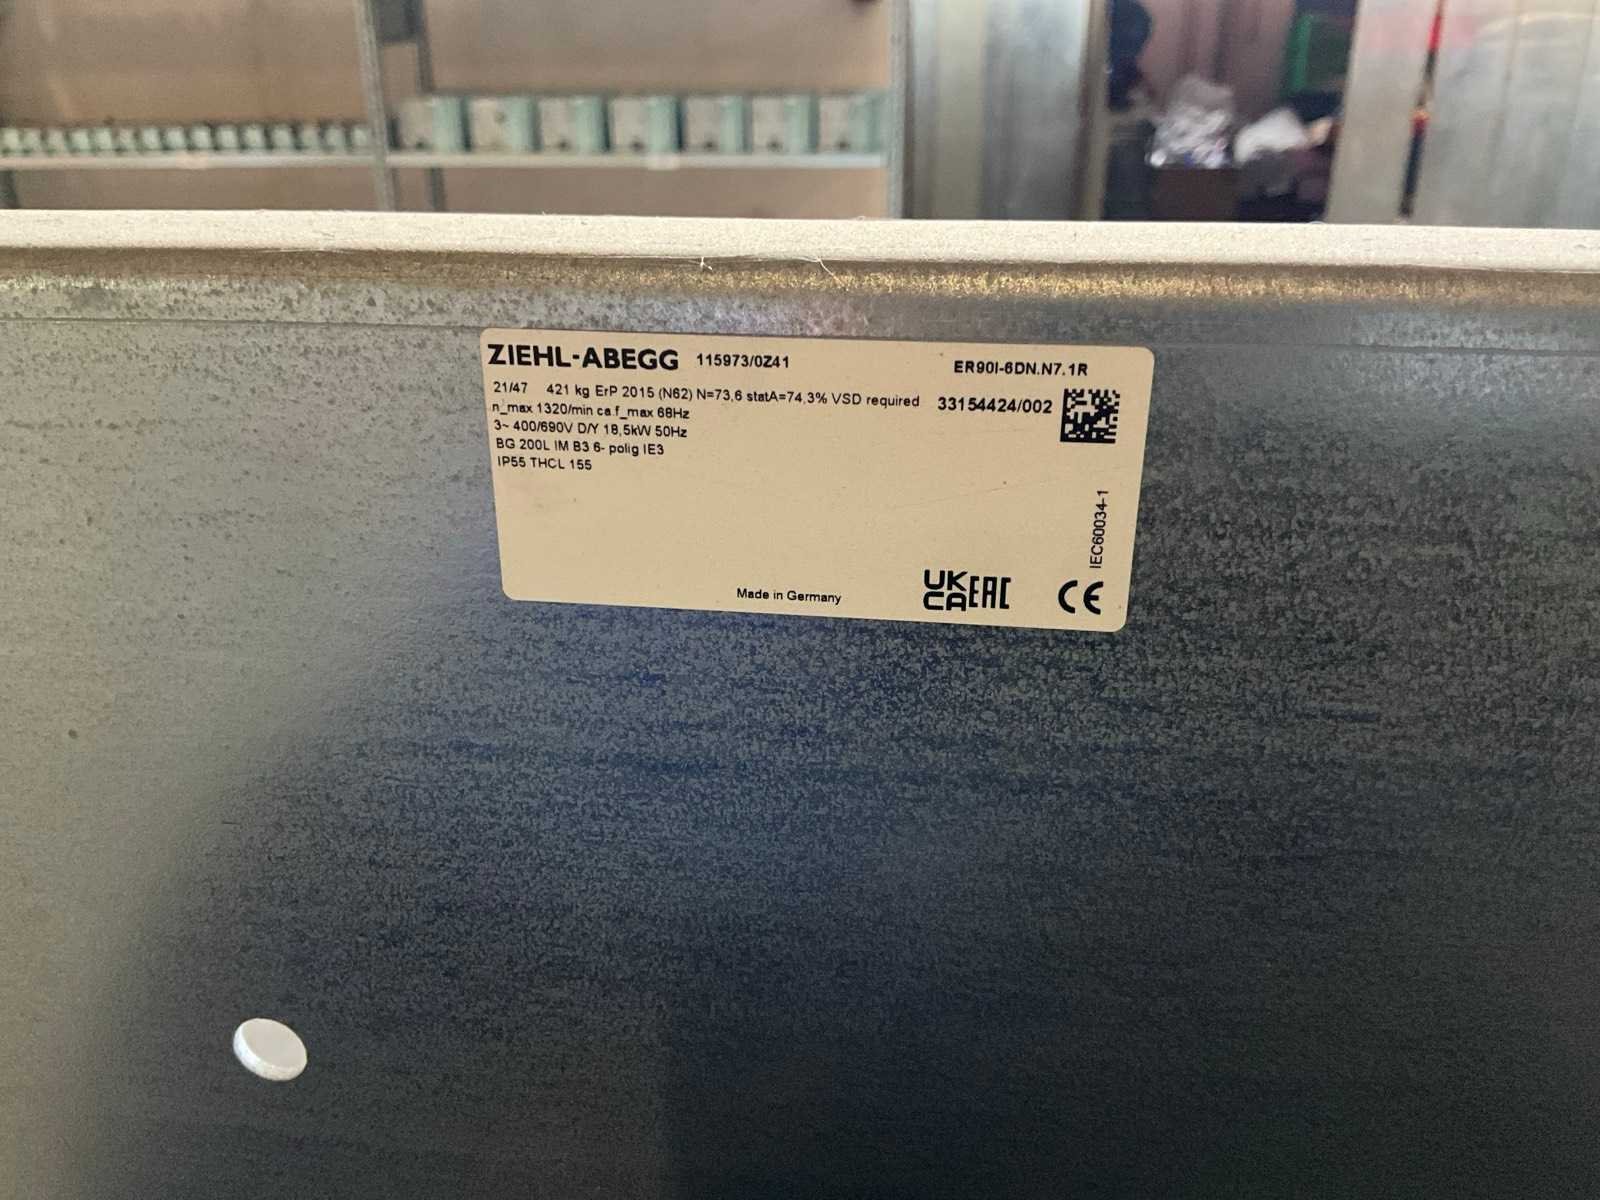 ZIEHL-ABEGG 115973/0Z41 ER90I-6DN.N7.1R
21/47 421 kg ErP 2015 (N62) N=73,6 statA=74,3% VSD required 33154424/002
n_max 1320/min ca.f_max 68Hz
3~ 400/690V D/Y 18,5kW 50Hz
BG 200L IM B3 6- polig IE3
IP55 THCL 155
IEC60034-1
Made in Germany
UK
CA EAC CE